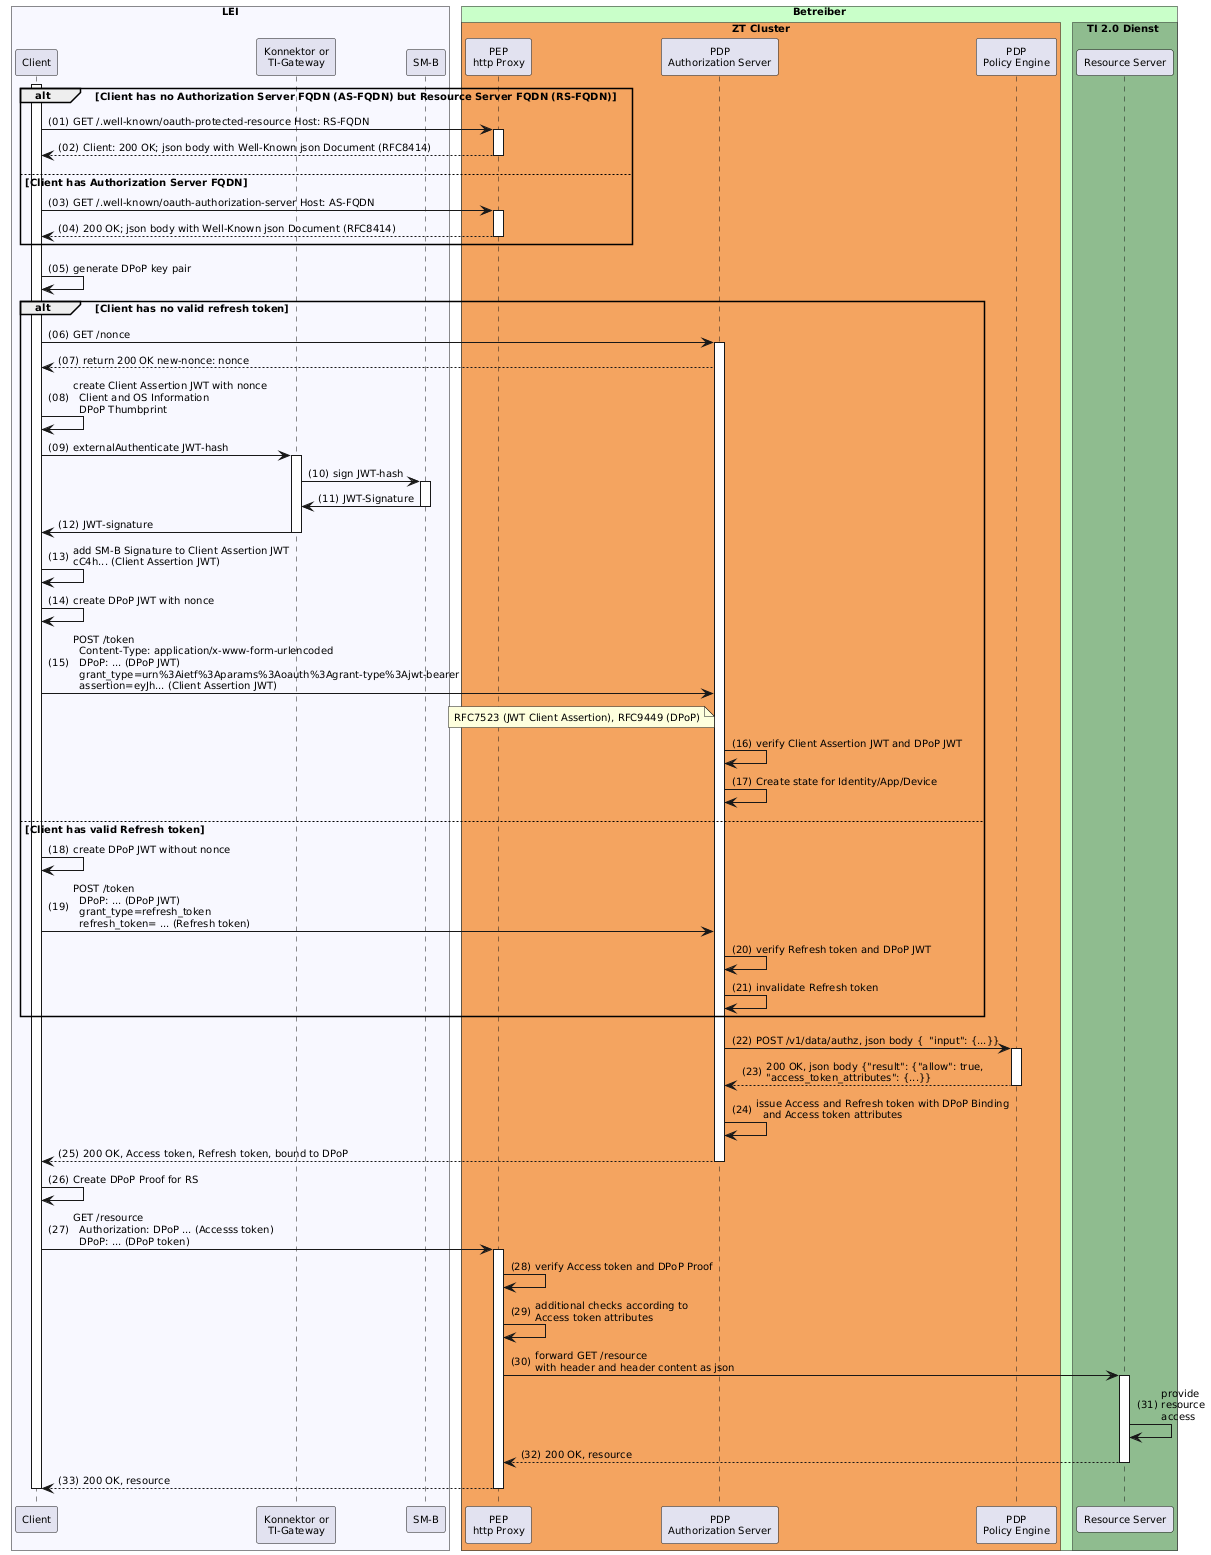 LEI
Betreiber
ZT Cluster
TI 2.0 Dienst
Client
Konnektor or
TI-Gateway
SM-B
PEP
http Proxy
PDP
Authorization Server
PDP
Policy Engine
Resource Server
alt [Client has no Authorization Server FQDN (AS-FQDN) but Resource Server FQDN (RS-FQDN)]
(01) GET /.well-known/oauth-protected-resource Host: RS-FQDN
(02) Client: 200 OK; json body with Well-Known json Document (RFC8414)
[Client has Authorization Server FQDN]
(03) GET /.well-known/oauth-authorization-server Host: AS-FQDN
(04) 200 OK; json body with Well-Known json Document (RFC8414)
(05) generate DPoP key pair
alt [Client has no valid refresh token]
(06) GET /nonce
(07) return 200 OK new-nonce: nonce
create Client Assertion JWT with nonce
(08) Client and OS Information
DPoP Thumbprint
(09) externalAuthenticate JWT-hash
(10) sign JWT-hash
(11) JWT-Signature
(12) JWT-signature
(13) add SM-B Signature to Client Assertion JWT
cC4h... (Client Assertion JWT)
(14) create DPoP JWT with nonce
POST /token
Content-Type: application/x-www-form-urlencoded
(15) DPoP: ... (DPoP JWT)
grant_type=urn%3Aietf%3Aparams%3Aoauth%3Agrant-type%3Ajwt-bearer
assertion=eyJh... (Client Assertion JWT)
RFC7523 (JWT Client Assertion), RFC9449 (DPoP)
(16) verify Client Assertion JWT and DPoP JWT
(17) Create state for Identity/App/Device
[Client has valid Refresh token]
(18) create DPoP JWT without nonce
POST /token
DPoP: ... (DPoP JWT)
(19) grant_type=refresh_token
refresh_token= ... (Refresh token)
(20) verify Refresh token and DPoP JWT
(21) invalidate Refresh token
(22) POST /v1/data/authz, json body { "input": {...}}
(23) 200 OK, json body {"result": {"allow": true,
"access_token_attributes": {...}}
(24) issue Access and Refresh token with DPoP Binding
and Access token attributes
(25) 200 OK, Access token, Refresh token, bound to DPoP
(26) Create DPoP Proof for RS
GET /resource
(27) Authorization: DPoP ... (Accesss token)
DPoP: ... (DPoP token)
(28) verify Access token and DPoP Proof
(29) additional checks according to
Access token attributes
(30) forward GET /resource
with header and header content as json
provide
(31) resource
access
(32) 200 OK, resource
(33) 200 OK, resource
Client
Konnektor or
TI-Gateway
SM-B
PEP
http Proxy
PDP
Authorization Server
PDP
Policy Engine
Resource Server